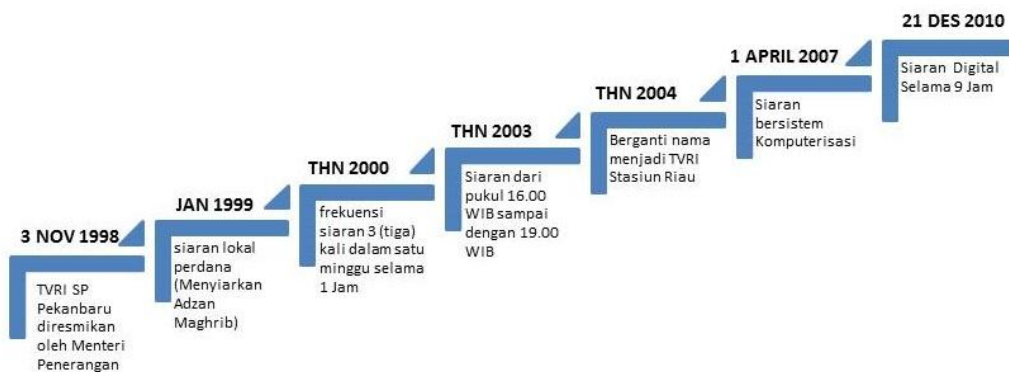 3 NOV 1998
TVRI SP
Pekanbaru
diresmikan
oleh Menteri
Penerangan
JAN 1999
siaran lokal
perdana
(Menyiarkan
Adzan
Maghrib)
THN 2000
frekuensi
siaran 3 (tiga)
kali dalam satu
minggu selama
1 Jam
THN 2003
Siaran dari
pukul 16.00
WIB sampai
dengan 19.00
WIB
THN 2004
Berganti nama
menjadi TVRI
Stasiun Riau
1 APRIL 2007
Siaran
bersistem
Komputerisasi
21 DES 2010
Siaran Digital
Selama 9 Jam